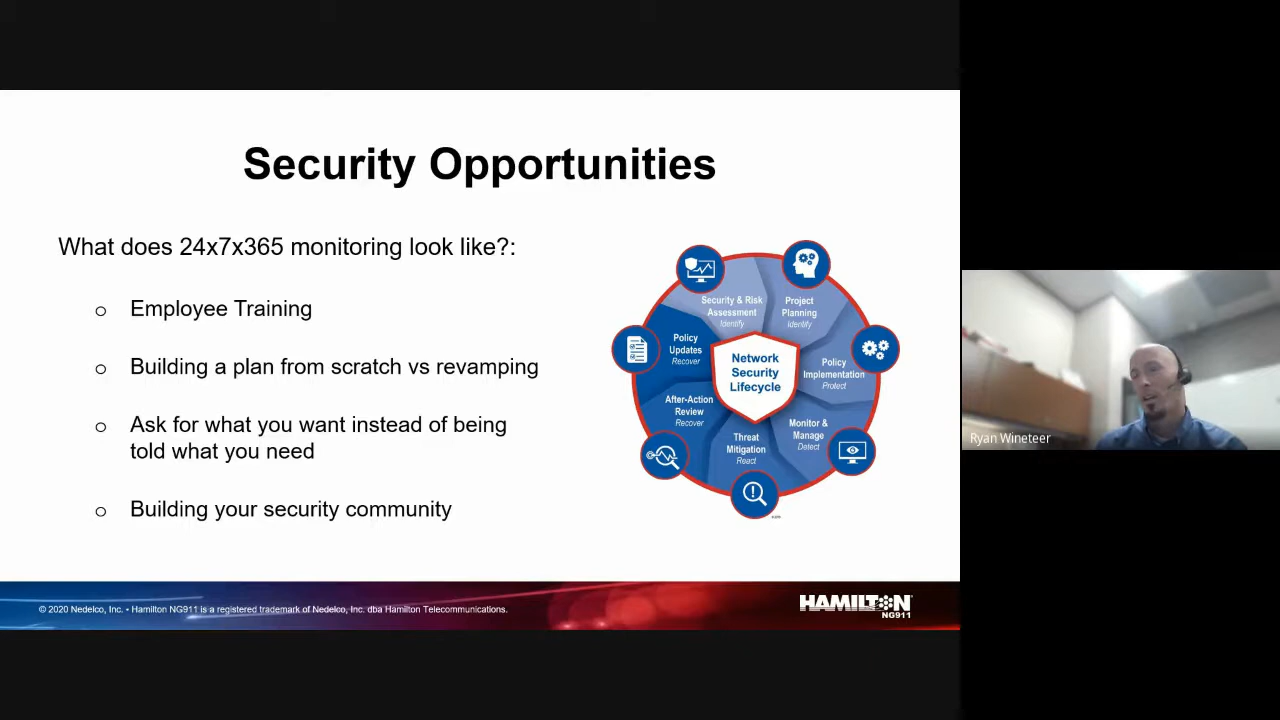 Security Opportunities
What does 24x7x365 monitoring look like?:
o Employee Training
o Building a plan from scratch vs revamping
o Ask for what you want instead of being
told what you need
o Building your security community
Security & Risk
Assessment
Identify
Project
Planning
Identify
Policy
Updates
Recover
Network
Security
Lifecycle
Policy
Implementation
Protect
After-Action
Review
Recover
Threat
Mitigation
React
Monitor &
Manage
Detect
Ryan Wineteer
© 2020 Nedelco, Inc. • Hamilton NG911 is a registered trademark of Nedelco, Inc. dba Hamilton Telecommunications.
HAMILTON
NG911